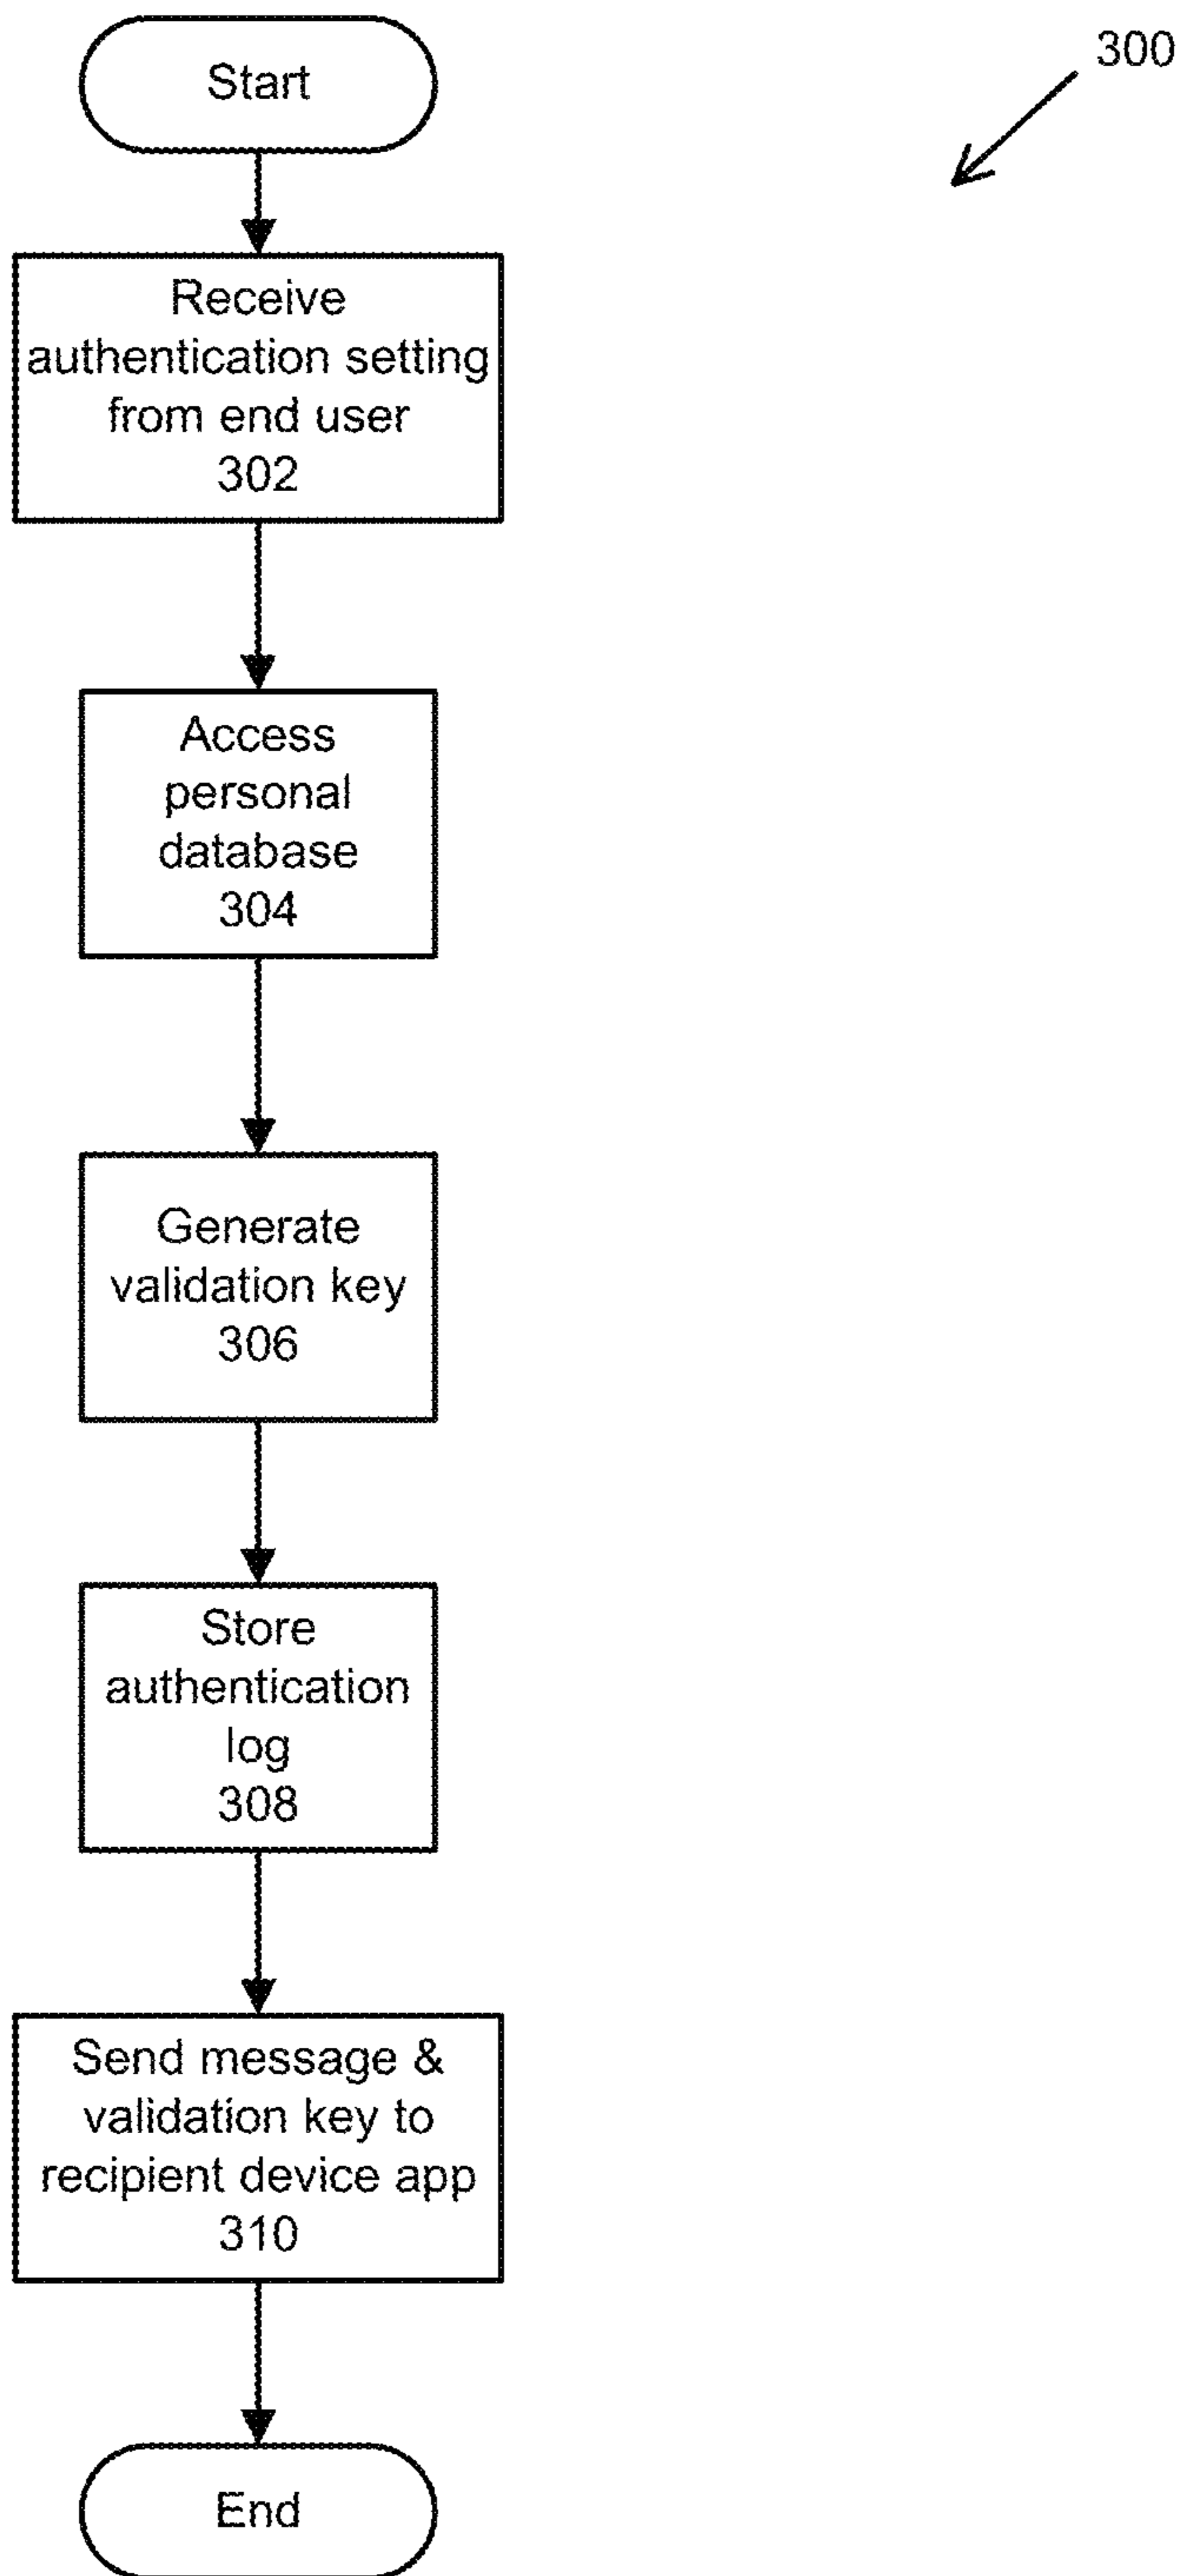 Start
300
Receive
authentication setting
from end user
302
Access
personal
database
304
Generate
validation key
306
Store
authentication
log
308
Send message &
validation key to
recipient device app
310
End